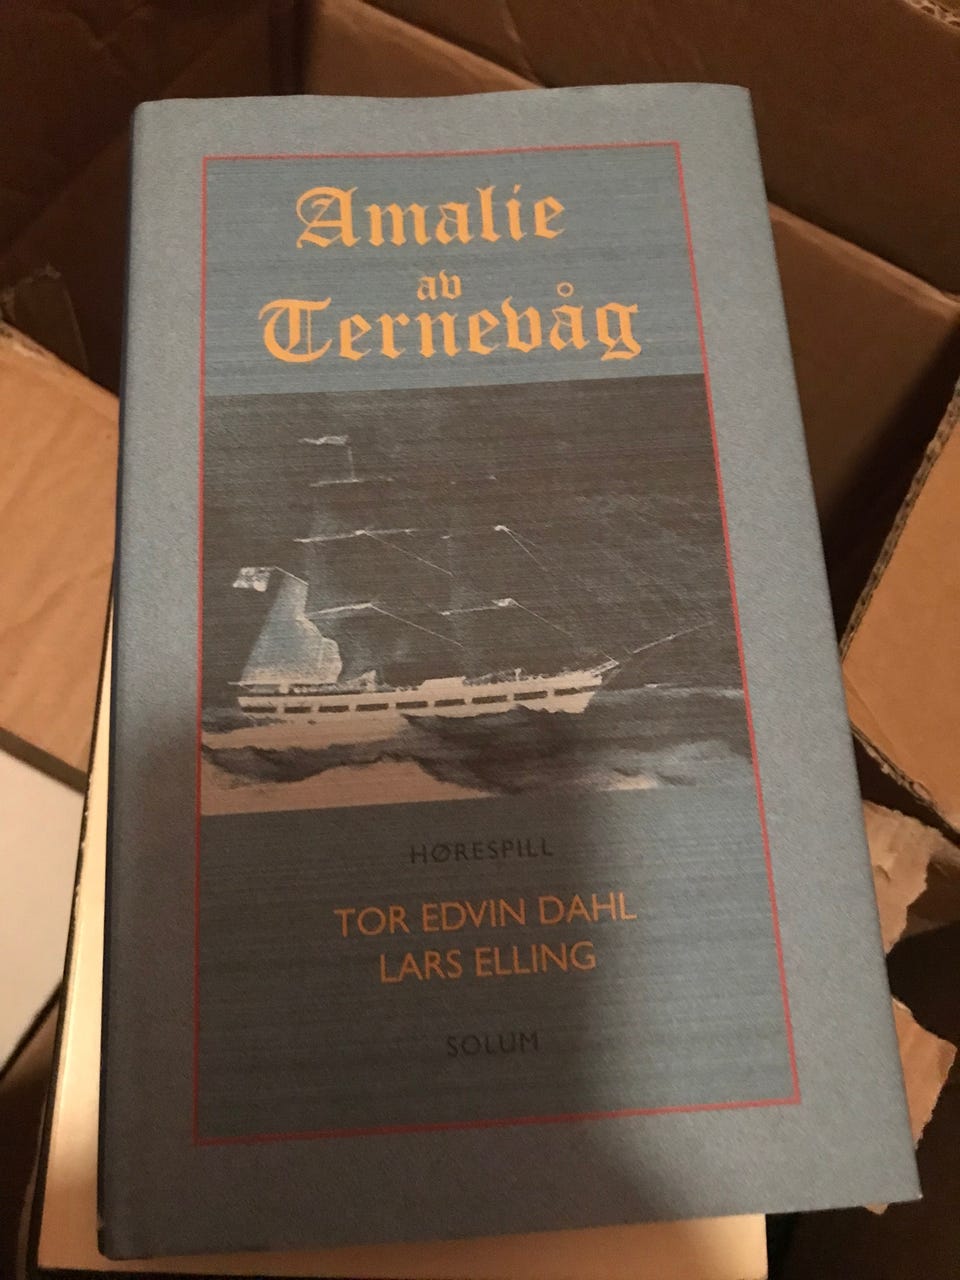 Amalie
av
Ternevåg
HØRESPILL
TOR EDVIN DAHL
LARS ELLING
SOLUM